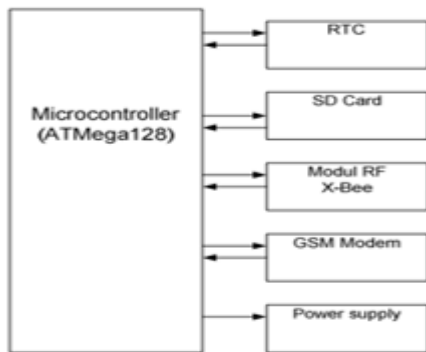 Microcontroller
(ATMega128)
RTC
SD Card
Modul RF
X-Bee
GSM Modem
Power supply